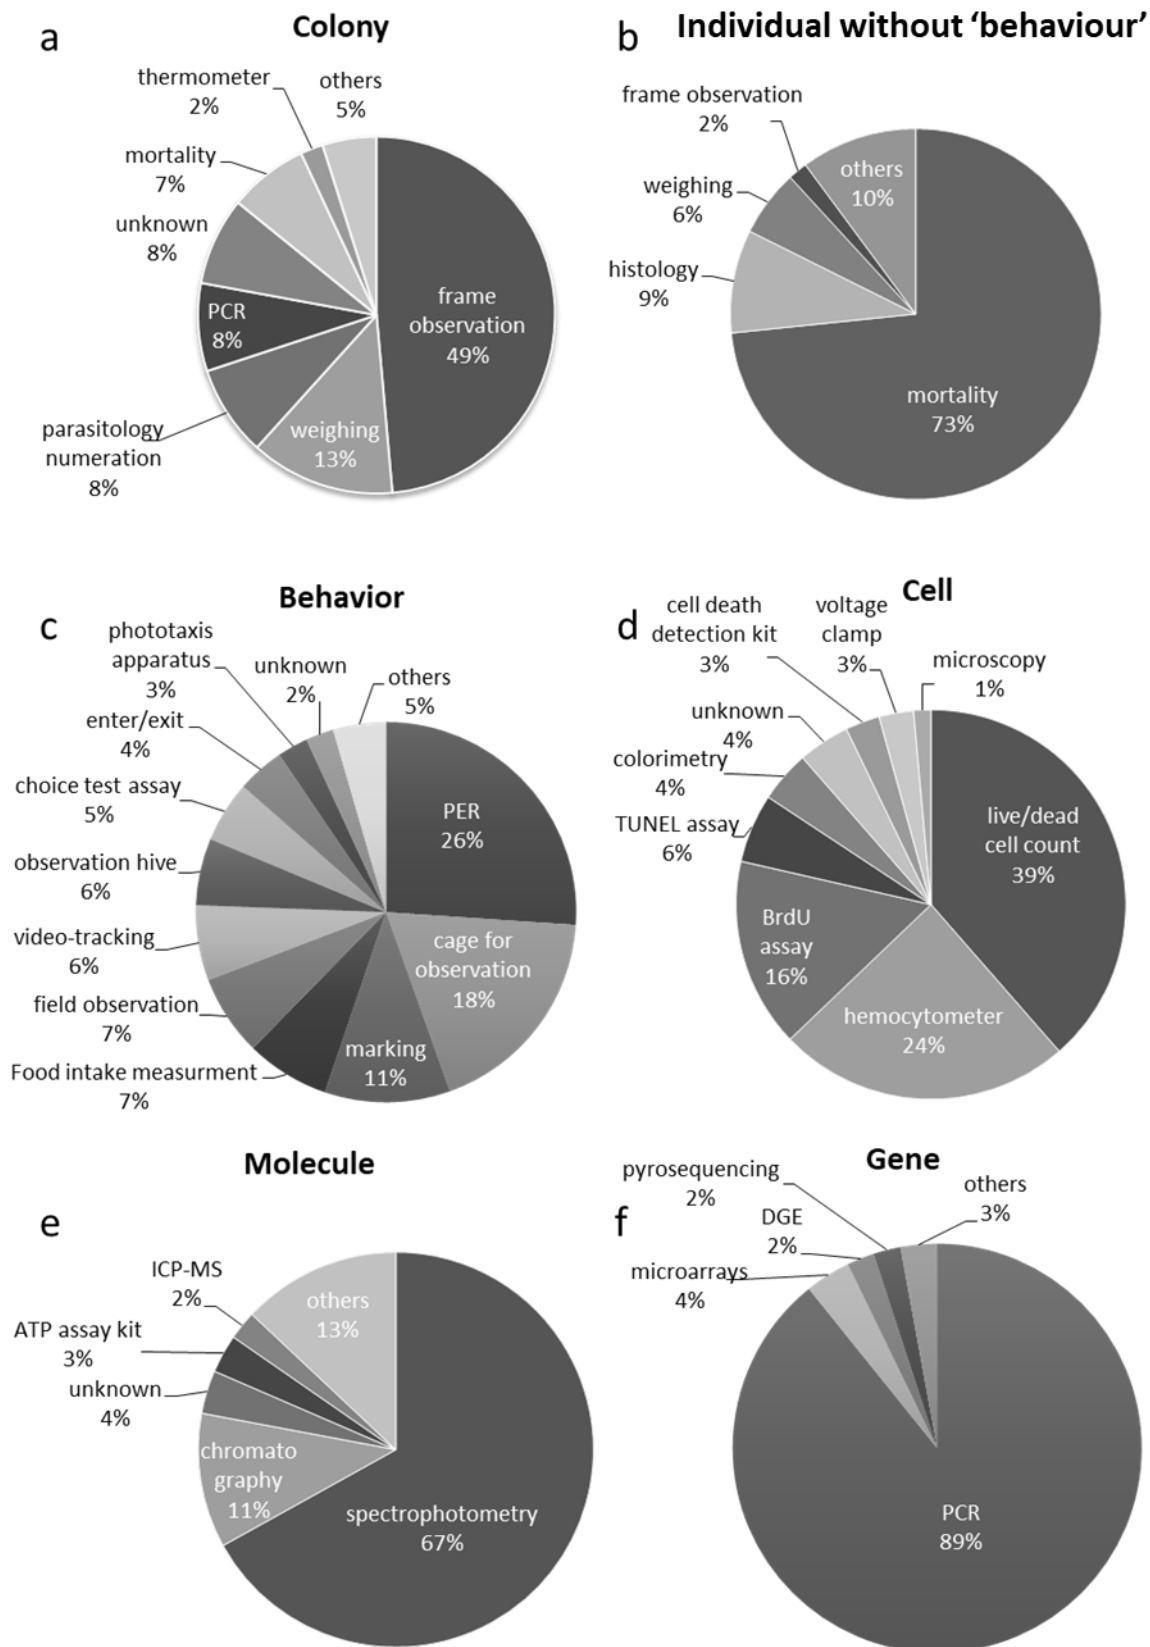 a
Colony
thermometer
2%
others
5%
mortality
7%
unknown
8%
PCR
8%
frame
observation
49%
weighing
13%
parasitology
numeration
8%
b
Individual without ‘behaviour’
frame observation
2%
others
10%
weighing
6%
histology
9%
mortality
73%
c
Behavior
phototaxis
apparatus
3%
unknown
2%
others
5%
enter/exit
4%
choice test assay
5%
PER
26%
observation hive
6%
video-tracking
6%
cage for
observation
18%
field observation
7%
marking
11%
Food intake measurment
7%
d
Cell
cell death
detection kit
3%
voltage
clamp
3%
microscopy
1%
unknown
4%
colorimetry
4%
TUNEL assay
6%
live/dead
cell count
39%
BrdU
assay
16%
hemocytometer
24%
e
Molecule
ICP-MS
2%
others
13%
ATP assay kit
3%
unknown
4%
chromato
graphy
11%
spectrophotometry
67%
f
Gene
pyrosequencing
2%
others
3%
DGE
2%
microarrays
4%
PCR
89%